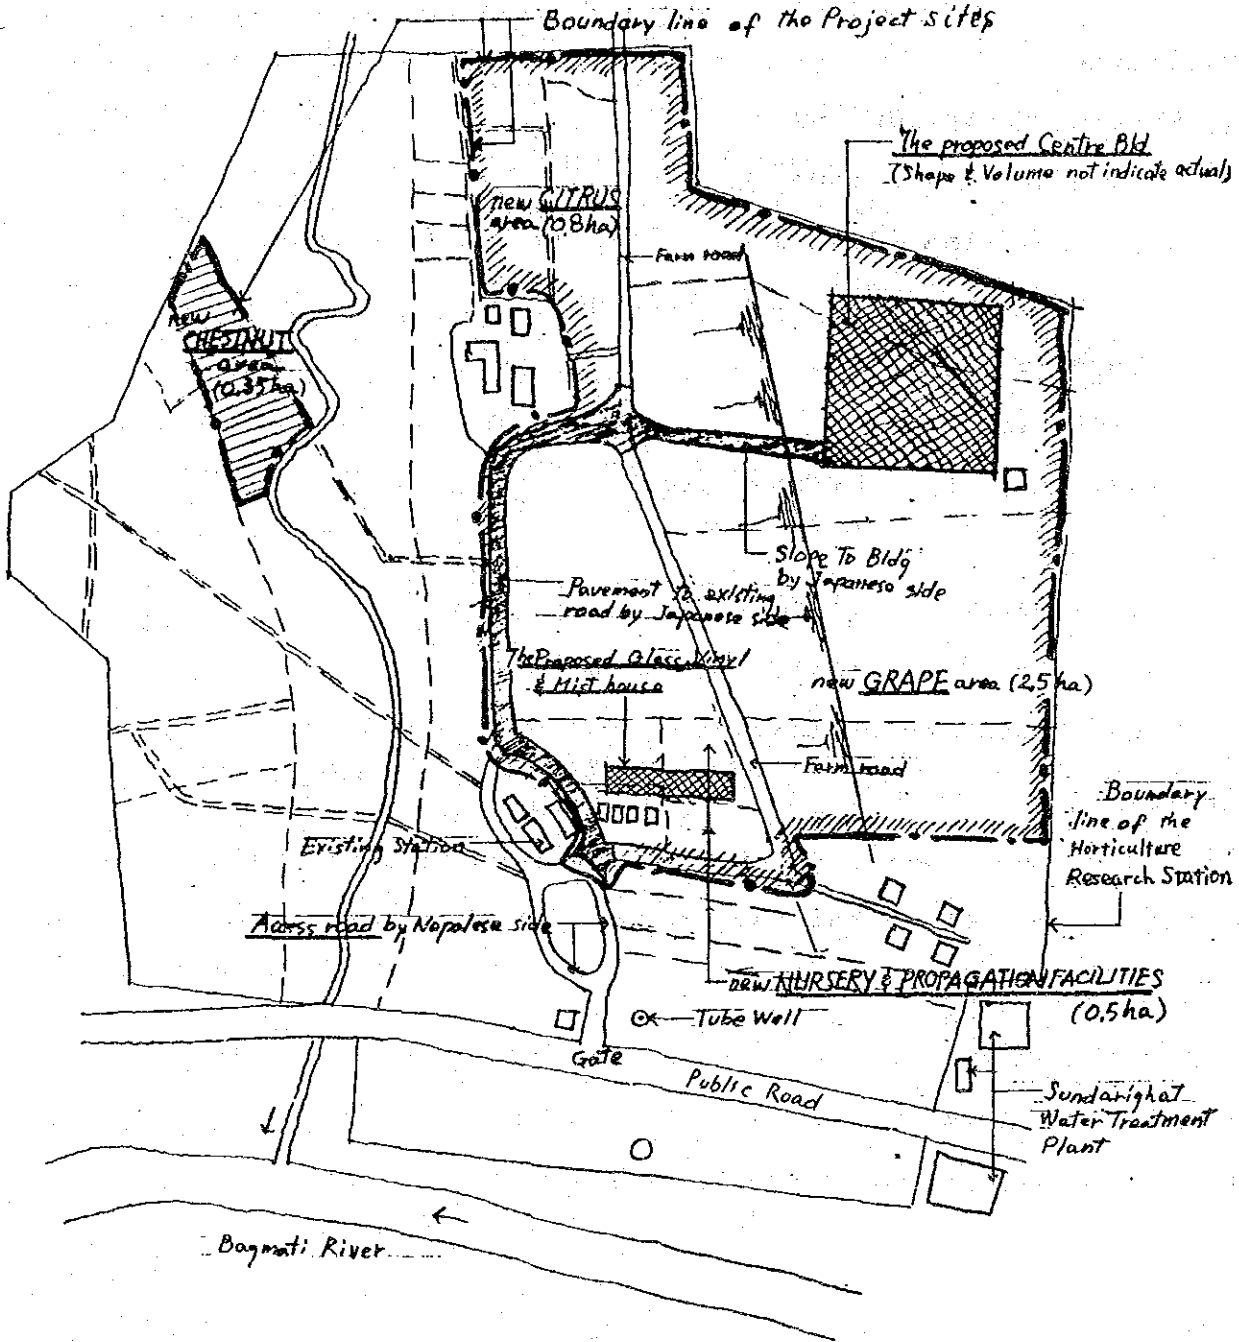 Boundary line of the Project sites
The proposed Centre Bld
(Shape & Volume not indicate actual)
new CITRUS
area (0.8ha)
Farm road
new
CHESTNUT
area
(0.35ha)
Slope To Bldg
by Japanese side
Pavement to existing
road by Japanese side
The Proposed Glass, Vinyl
& Mist house
new GRAPE area (2.5ha)
Farm road
Boundary
line of the
Horticulture
Research Station
Existing Station
Access road by Nepalese side
new NURSERY & PROPAGATION FACILITIES
(0.5ha)
Tube Well
Gate
Public Road
Sundarighat
Water Treatment
Plant
Bagmati River